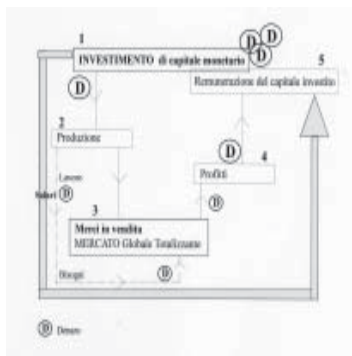 1
INVESTIMENTO di capitale monetario
D
D
D
D
5
Remunerazione del capitale investito
D
2
Produzione
D
4
Profitti
Lavoro
Salari D
D
3
Merci in vendita
MERCATO Globale Totalizzante
Bisogni
D
D Denaro